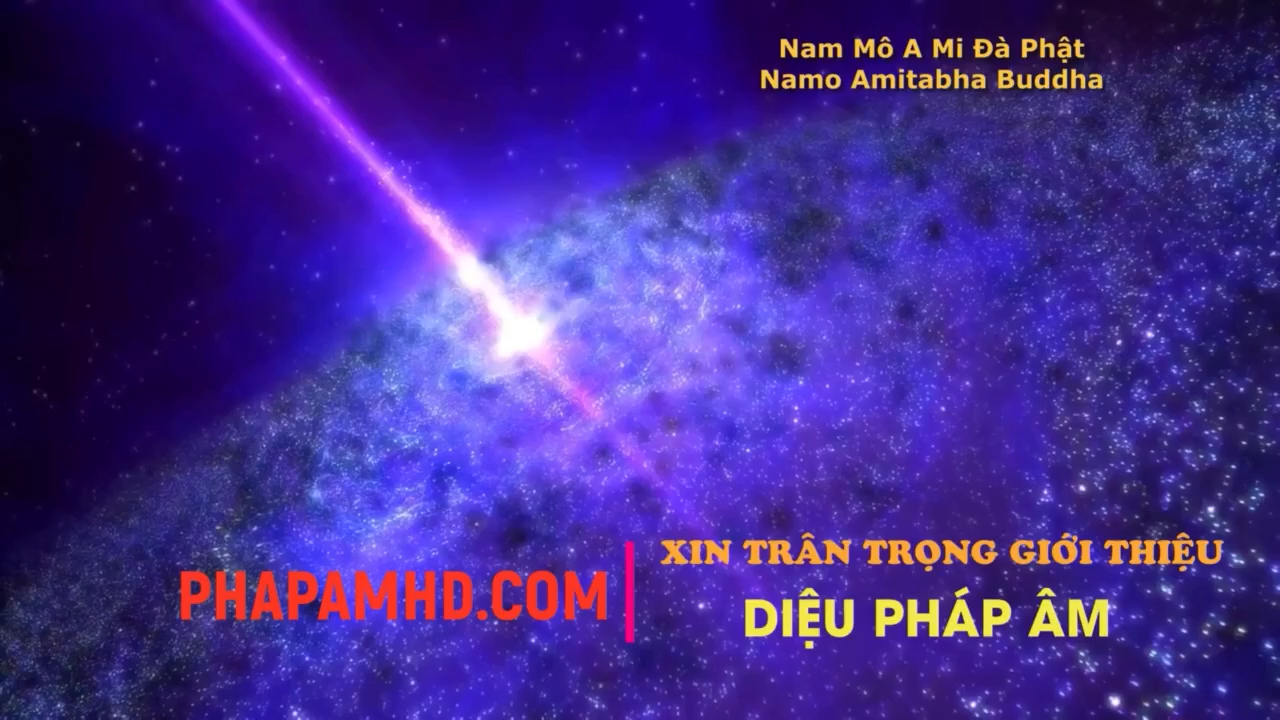 Nam Mô A Mi Đà Phật
Namo Amitabha Buddha
XIN TRÂN TRỌNG GIỚI THIỆU
PHAPAMHD.COM
DIỆU PHÁP ÂM